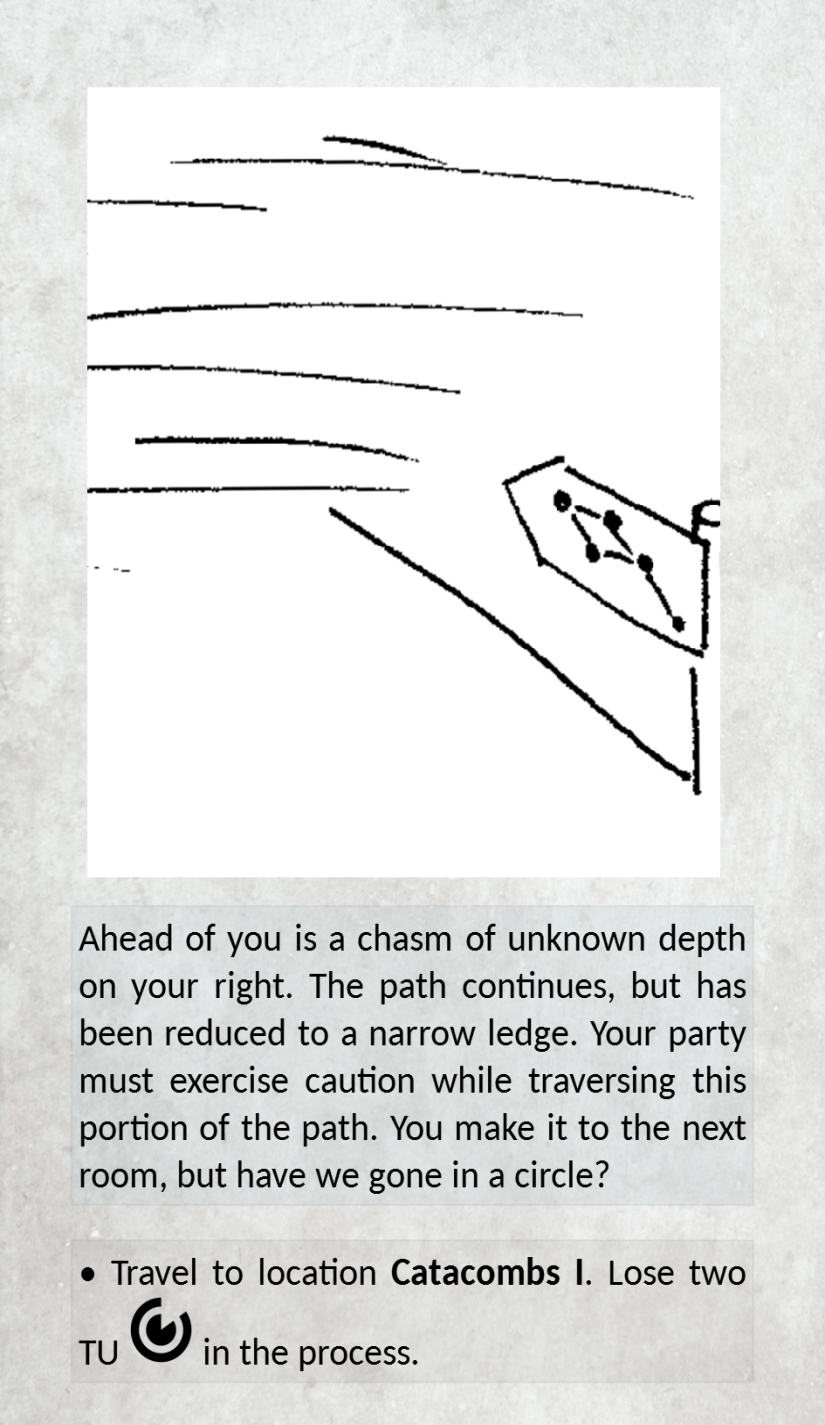 Ahead of you is a chasm of unknown depth
on your right. The path continues, but has
been reduced to a narrow ledge. Your party
must exercise caution while traversing this
portion of the path. You make it to the next
room, but have we gone in a circle?
• Travel to location Catacombs I. Lose two
TU in the process.